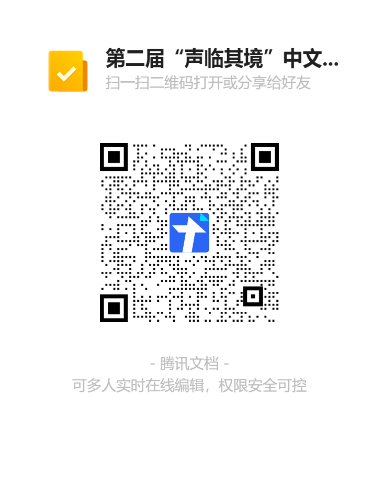 第二届“声临其境”中文...
扫一扫二维码打开或分享给好友
- 腾讯文档 -
可多人实时在线编辑，权限安全可控